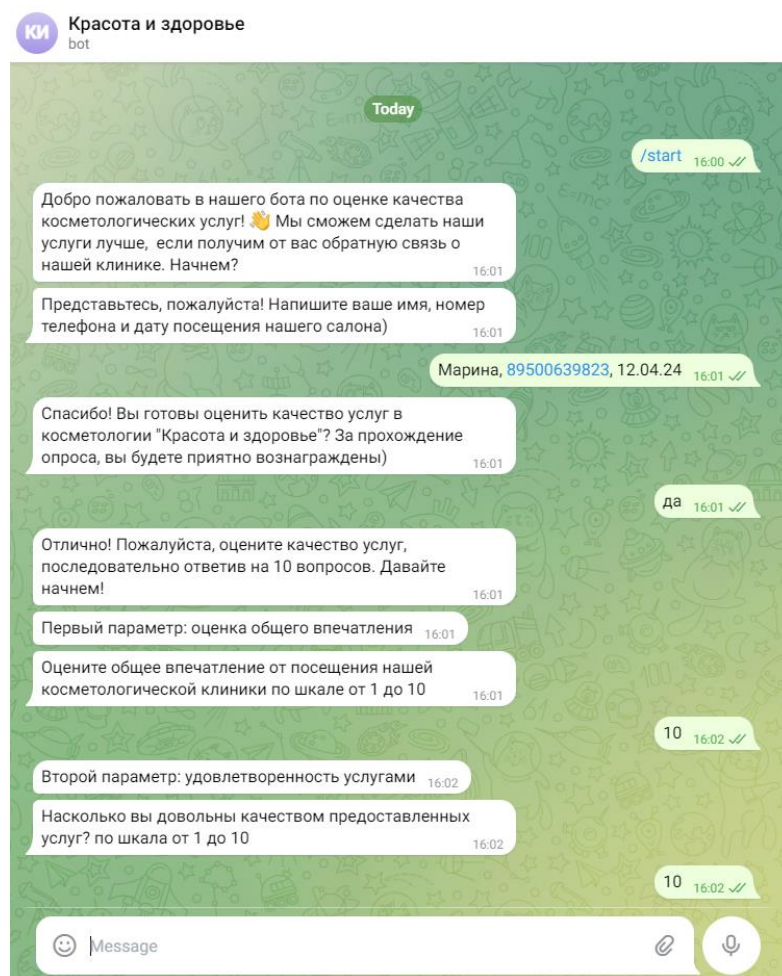 КИ
Красота и здоровье
bot
Today
/start 16:00
Добро пожаловать в нашего бота по оценке качества
косметологических услуг! 👋 Мы сможем сделать наши
услуги лучше, если получим от вас обратную связь о
нашей клинике. Начнем?
16:01
Представьтесь, пожалуйста! Напишите ваше имя, номер
телефона и дату посещения нашего салона)
16:01
Марина, 89500639823, 12.04.24 16:01
Спасибо! Вы готовы оценить качество услуг в
косметологии "Красота и здоровье"? За прохождение
опроса, вы будете приятно вознаграждены)
16:01
да 16:01
Отлично! Пожалуйста, оцените качество услуг,
последовательно ответив на 10 вопросов. Давайте
начнем!
16:01
Первый параметр: оценка общего впечатления 16:01
Оцените общее впечатление от посещения нашей
косметологической клиники по шкале от 1 до 10
16:01
10 16:02
Второй параметр: удовлетворенность услугами 16:02
Насколько вы довольны качеством предоставленных
услуг? по шкала от 1 до 10
16:02
10 16:02
Message